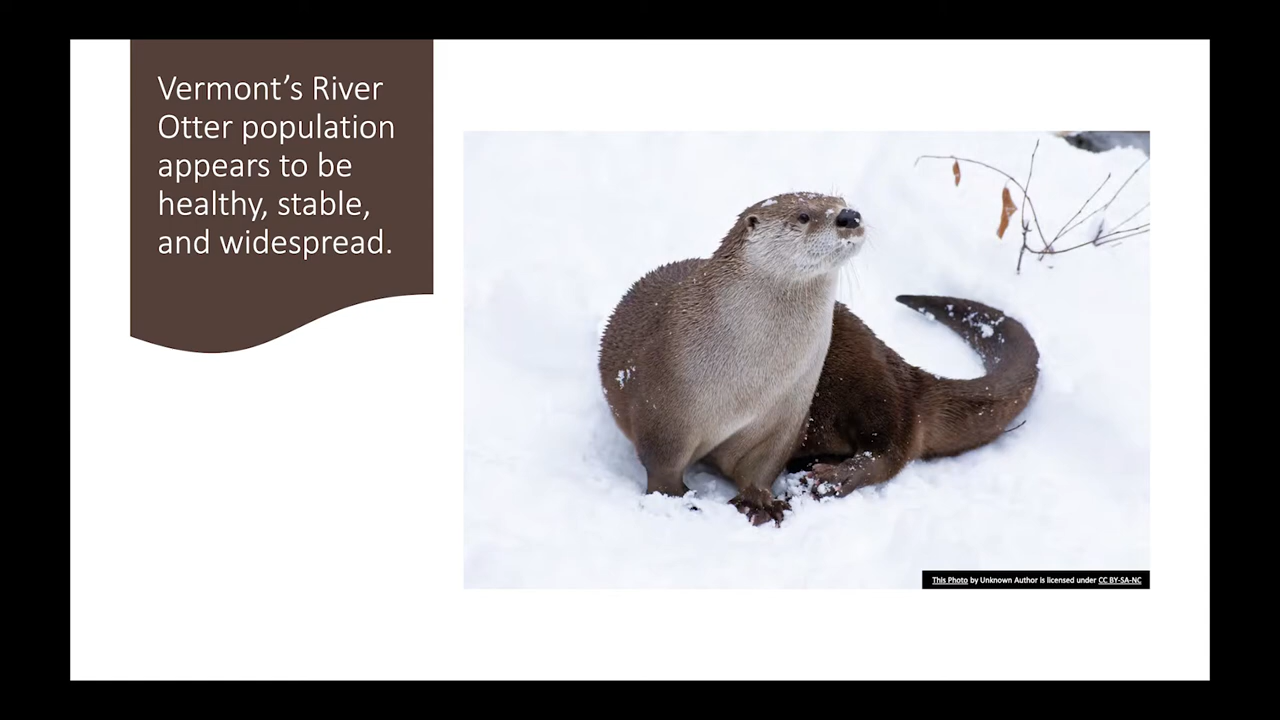 Vermont’s River
Otter population
appears to be
healthy, stable,
and widespread.
This Photo by Unknown Author is licensed under CC BY-SA-NC